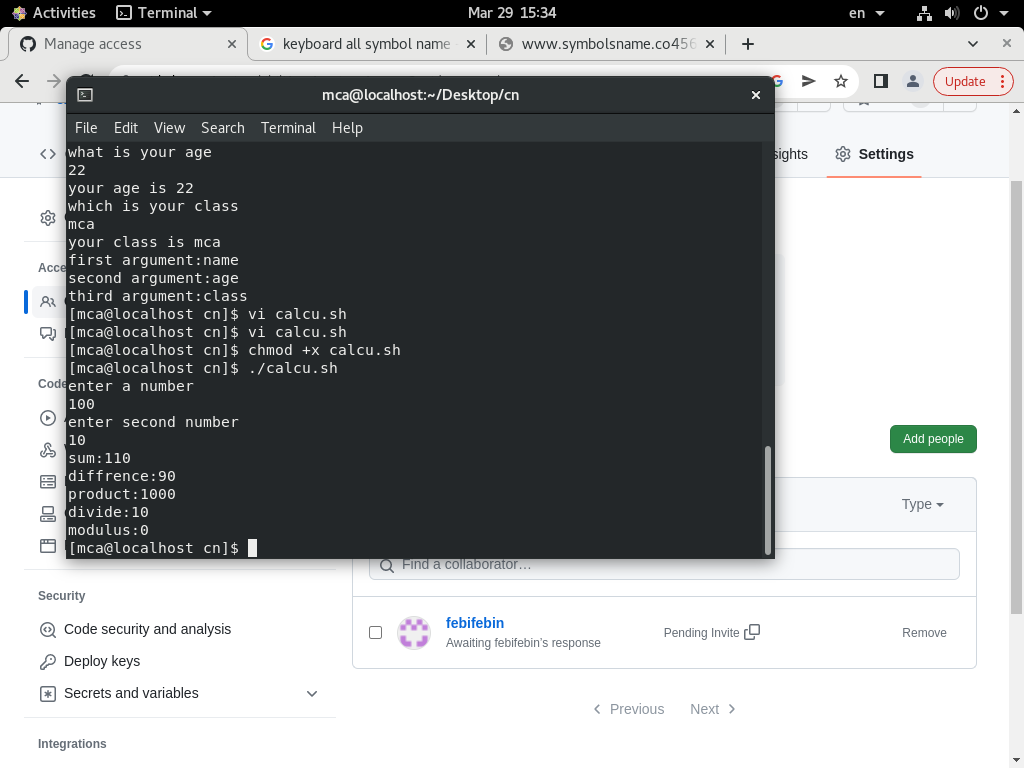 Activities
Terminal
Mar 29 15:34
en
Manage access
keyboard all symbol name
www.symbolsname.co456
Update
mca@localhost:~/Desktop/cn
File Edit View Search Terminal Help
what is your age
22
your age is 22
which is your class
mca
your class is mca
first argument:name
second argument:age
third argument:class
[mca@localhost cn]$ vi calcu.sh
[mca@localhost cn]$ vi calcu.sh
[mca@localhost cn]$ chmod +x calcu.sh
[mca@localhost cn]$ ./calcu.sh
enter a number
100
enter second number
10
sum:110
diffrence:90
product:1000
divide:10
modulus:0
[mca@localhost cn]$
Settings
Add people
Type
Find a collaborator…
febifebin
Awaiting febifebin's response
Pending Invite
Remove
Previous Next
Security
Code security and analysis
Deploy keys
Secrets and variables
Integrations